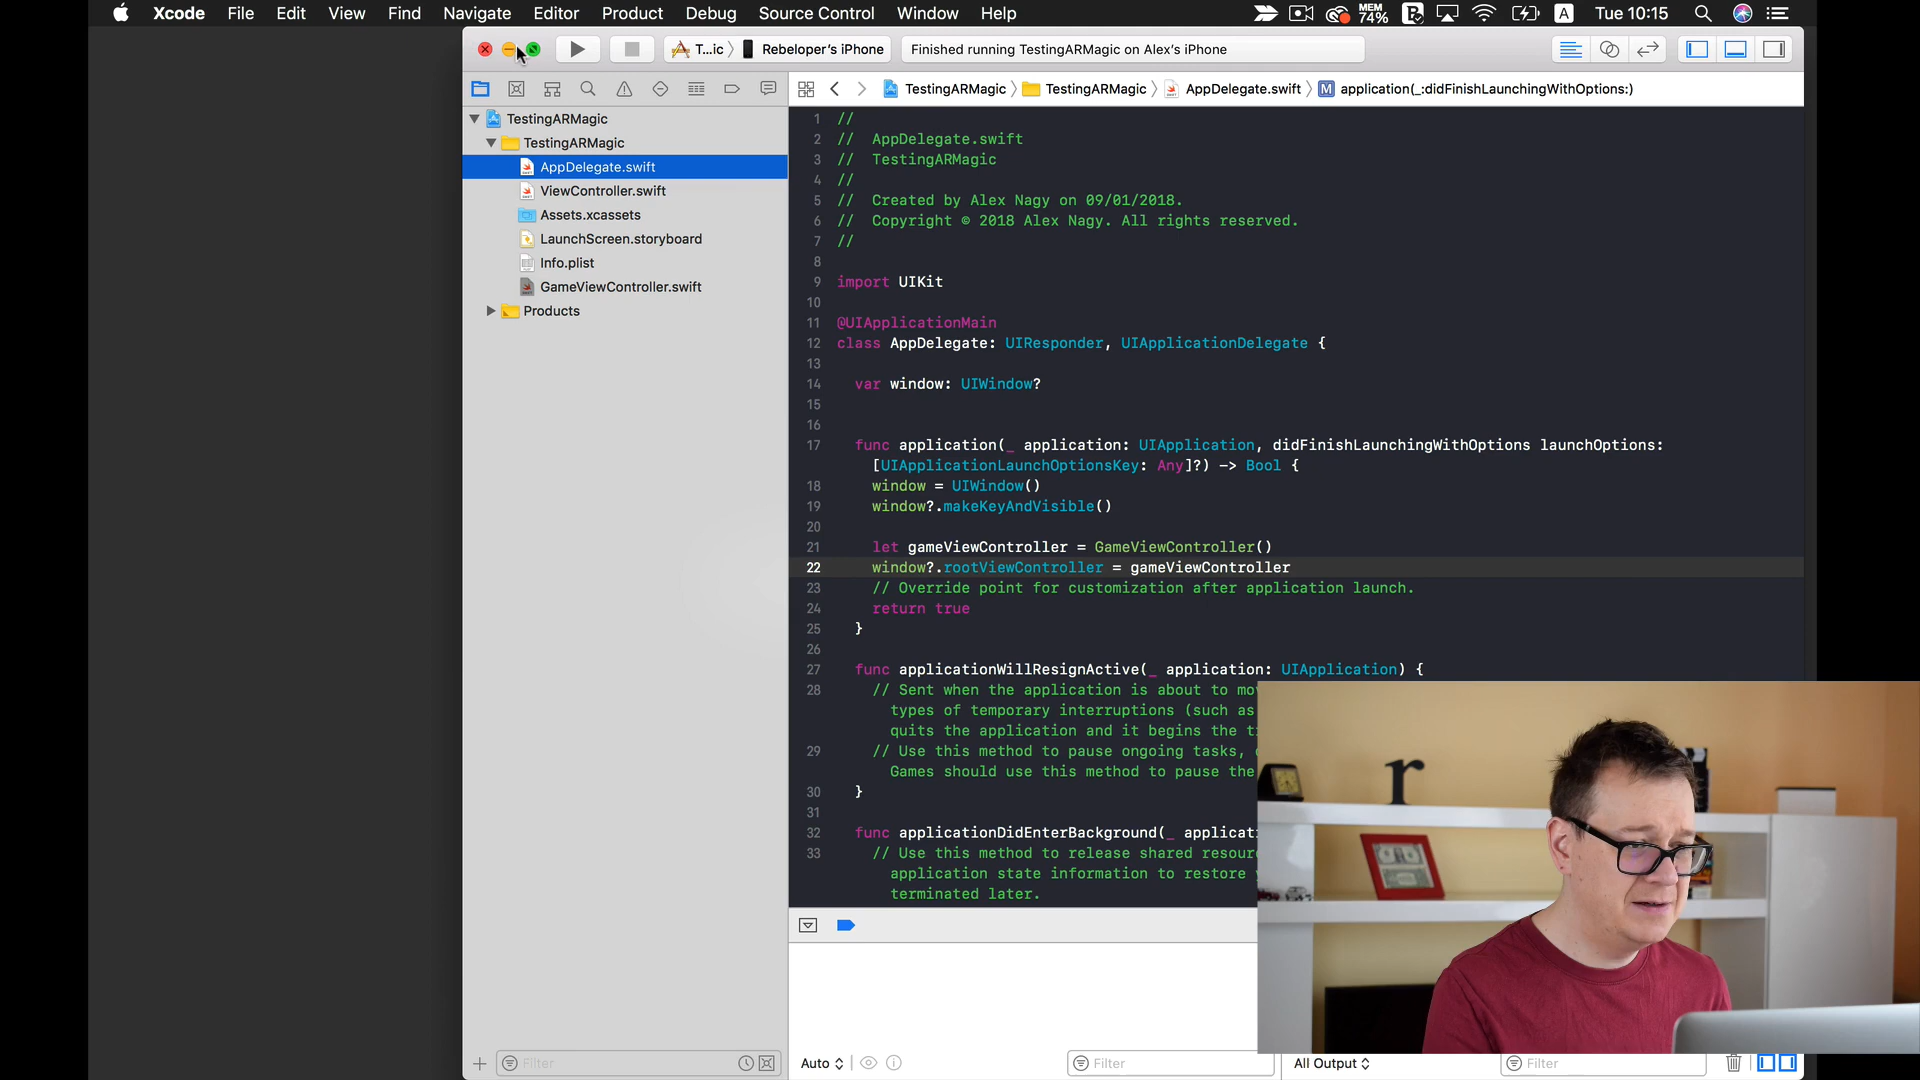 Xcode File Edit View Find Navigate Editor Product Debug Source Control Window Help MEM 74% A Tue 10:15
T...ic Rebeloper's iPhone Finished running TestingARMagic on Alex's iPhone
TestingARMagic TestingARMagic AppDelegate.swift M application(_:didFinishLaunchingWithOptions:)
TestingARMagic
TestingARMagic
AppDelegate.swift
ViewController.swift
Assets.xcassets
LaunchScreen.storyboard
Info.plist
GameViewController.swift
Products
1 //
2 // AppDelegate.swift
3 // TestingARMagic
4 //
5 // Created by Alex Nagy on 09/01/2018.
6 // Copyright © 2018 Alex Nagy. All rights reserved.
7 //
8
9 import UIKit
10
11 @UIApplicationMain
12 class AppDelegate: UIResponder, UIApplicationDelegate {
13
14 var window: UIWindow?
15
16
17 func application(_ application: UIApplication, didFinishLaunchingWithOptions launchOptions:
[UIApplicationLaunchOptionsKey: Any]?) -> Bool {
18 window = UIWindow()
19 window?.makeKeyAndVisible()
20
21 let gameViewController = GameViewController()
22 window?.rootViewController = gameViewController
23 // Override point for customization after application launch.
24 return true
25 }
26
27 func applicationWillResignActive(_ application: UIApplication) {
28 // Sent when the application is about to mov
types of temporary interruptions (such as
quits the application and it begins the t
29 // Use this method to pause ongoing tasks,
Games should use this method to pause the
30 }
31
32 func applicationDidEnterBackground(_ applicati
33 // Use this method to release shared resour
application state information to restore
terminated later.
r
Filter
Auto
Filter
All Output
Filter